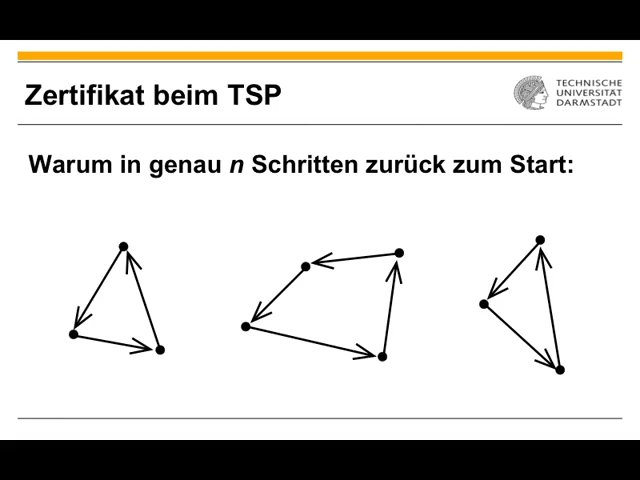 Zertifikat beim TSP
TECHNISCHE
UNIVERSITÄT
DARMSTADT
Warum in genau n Schritten zurück zum Start: